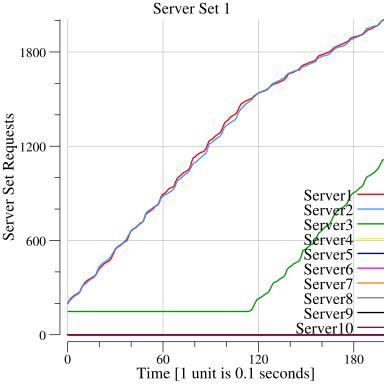 Server Set 1
Server Set Requests
1800
1200
600
0
Server1
Server2
Server3
Server4
Server5
Server6
Server7
Server8
Server9
Server10
0 60 120 180
Time [1 unit is 0.1 seconds]